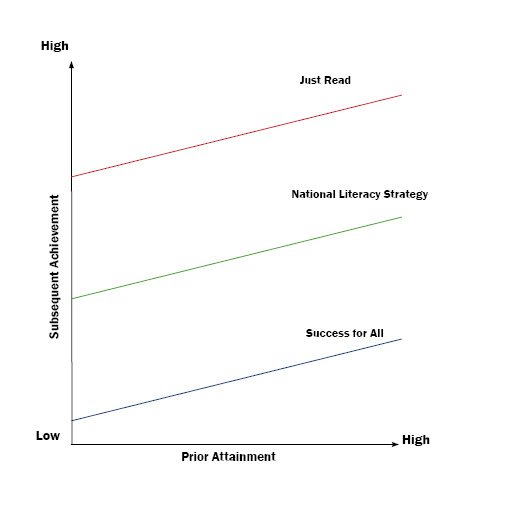 High
Just Read
National Literacy Strategy
Subsequent Achievement
Success for All
Low
High
Prior Attainment